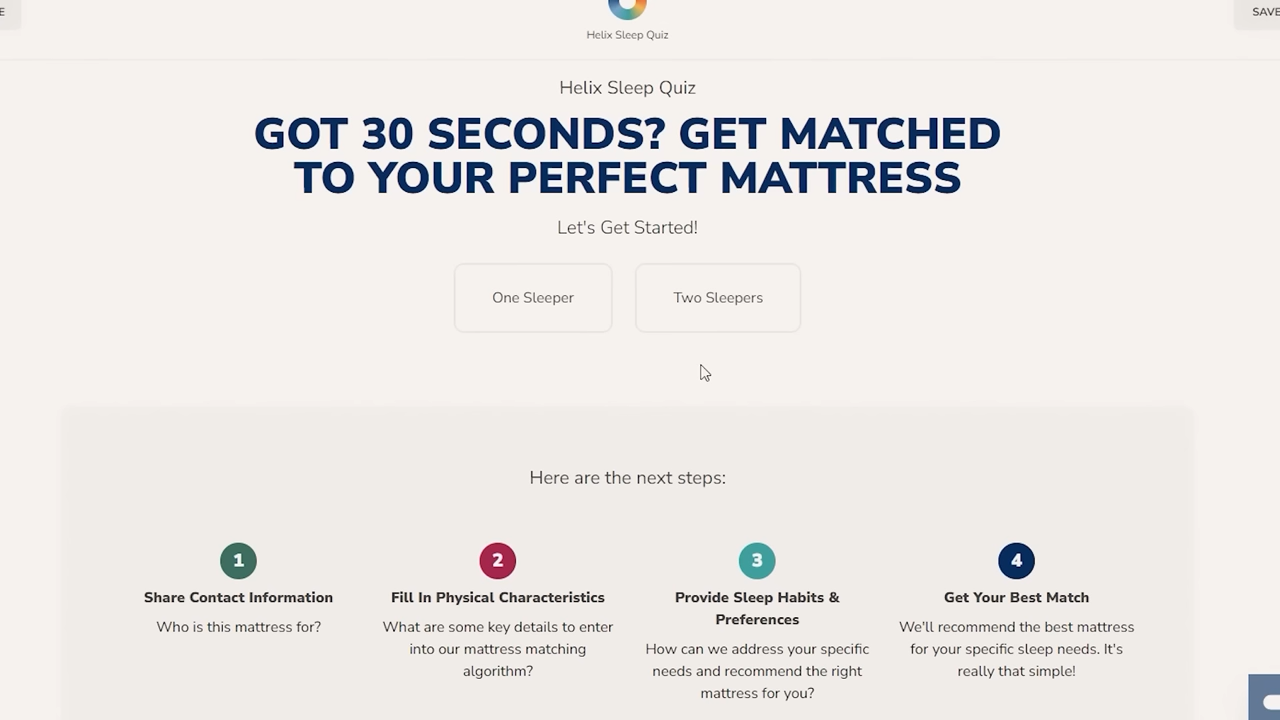 E
SAVE
Helix Sleep Quiz
Helix Sleep Quiz
GOT 30 SECONDS? GET MATCHED
TO YOUR PERFECT MATTRESS
Let's Get Started!
One Sleeper
Two Sleepers
Here are the next steps:
1
Share Contact Information
Who is this mattress for?
2
Fill In Physical Characteristics
What are some key details to enter
into our mattress matching
algorithm?
3
Provide Sleep Habits &
Preferences
How can we address your specific
needs and recommend the right
mattress for you?
4
Get Your Best Match
We'll recommend the best mattress
for your specific sleep needs. It's
really that simple!